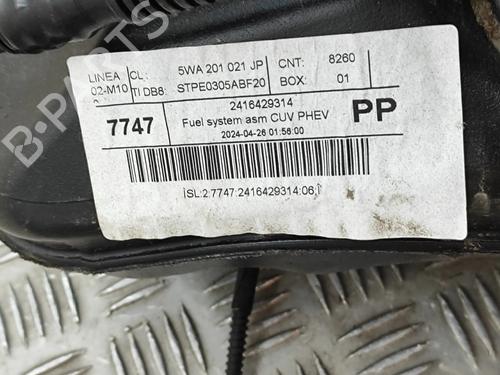 LINEA CL: 5WA 201 021 JP CNT: 8260
02-M10 TI DB8: STPE0305ABF20 BOX: 01
2416429314
7747 Fuel system asm CUV PHEV PP
2024-04-26 01:56:00
ISL:2:7747:2416429314:06:
B-PARTS